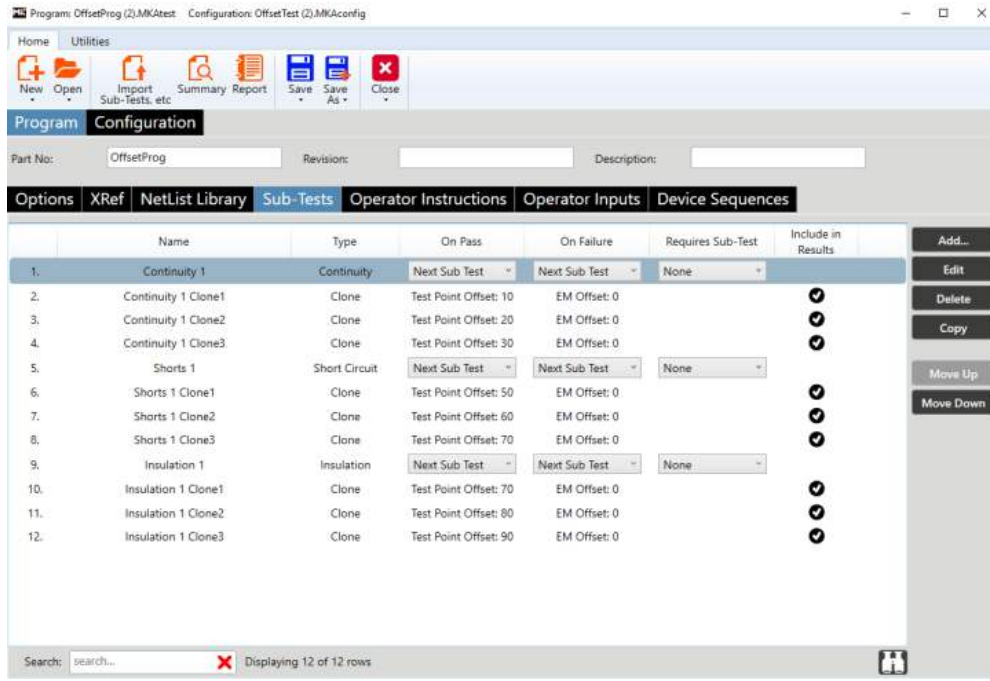 MK Program: OffsetProg (2).MKAtest Configuration: OffsetTest (2).MKAconfig
Home Utilities
New Open Import Sub-Tests, etc Summary Report Save Save As Close
Program Configuration
Part No: OffsetProg Revision: Description:
Options XRef NetList Library Sub-Tests Operator Instructions Operator Inputs Device Sequences
Name Type On Pass On Failure Requires Sub-Test Include in Results
1. Continuity 1 Continuity Next Sub Test Next Sub Test None
2. Continuity 1 Clone1 Clone Test Point Offset: 10 EM Offset: 0
3. Continuity 1 Clone2 Clone Test Point Offset: 20 EM Offset: 0
4. Continuity 1 Clone3 Clone Test Point Offset: 30 EM Offset: 0
5. Shorts 1 Short Circuit Next Sub Test Next Sub Test None
6. Shorts 1 Clone1 Clone Test Point Offset: 50 EM Offset: 0
7. Shorts 1 Clone2 Clone Test Point Offset: 60 EM Offset: 0
8. Shorts 1 Clone3 Clone Test Point Offset: 70 EM Offset: 0
9. Insulation 1 Insulation Next Sub Test Next Sub Test None
10. Insulation 1 Clone1 Clone Test Point Offset: 70 EM Offset: 0
11. Insulation 1 Clone2 Clone Test Point Offset: 80 EM Offset: 0
12. Insulation 1 Clone3 Clone Test Point Offset: 90 EM Offset: 0
Add...
Edit
Delete
Copy
Move Up
Move Down
Search: search... Displaying 12 of 12 rows